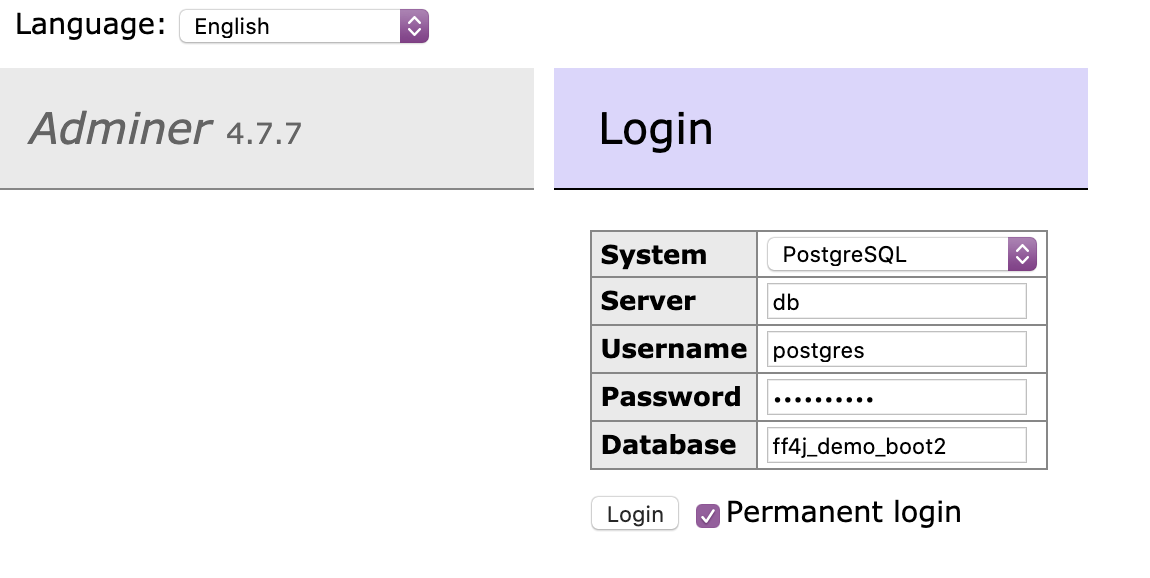 Language: English
Adminer 4.7.7
Login
System PostgreSQL
Server db
Username postgres
Password ••••••••••
Database ff4j_demo_boot2
Login Permanent login